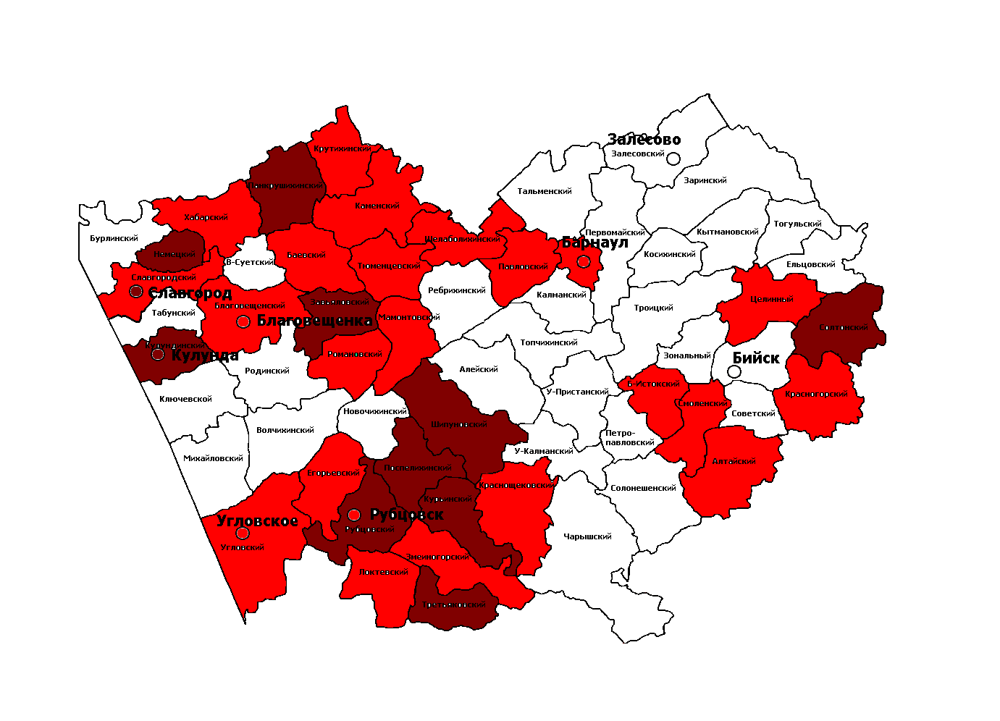 Залесово
Залесовский
Крутихинский
Заринский
Панкрушихинский
Тальменский
Каменский
Хабарский
Тогульский
Кытмановский
Первомайский
Бурлинский
Шелаболихинский
Барнаул
Немецкий
Баевский
Косихинский
В-Суетский
Ельцовский
Тюменцевский
Павловский
Славгородский
Ребрихинский
Славгород
Калманский
Целинный
Завьяловский
Благовещенский
Троицкий
Табунский
Мамонтовский
Благовещенка
Солтонский
Топчихинский
Кулундинский
Кулунда
Романовский
Зональный
Бийск
Родинский
Алейский
Б-Истокский
У-Пристанский
Красногорский
Ключевской
Смоленский
Новочихинский
Советский
Шипуновский
Волчихинский
Петро-
павловский
У-Калманский
Михайловский
Алтайский
Поспелихинский
Егорьевский
Краснощековский
Солонешенский
Курьинский
Рубцовск
Угловское
Рубцовский
Чарышский
Угловский
Змеиногорский
Локтевский
Третьяковский